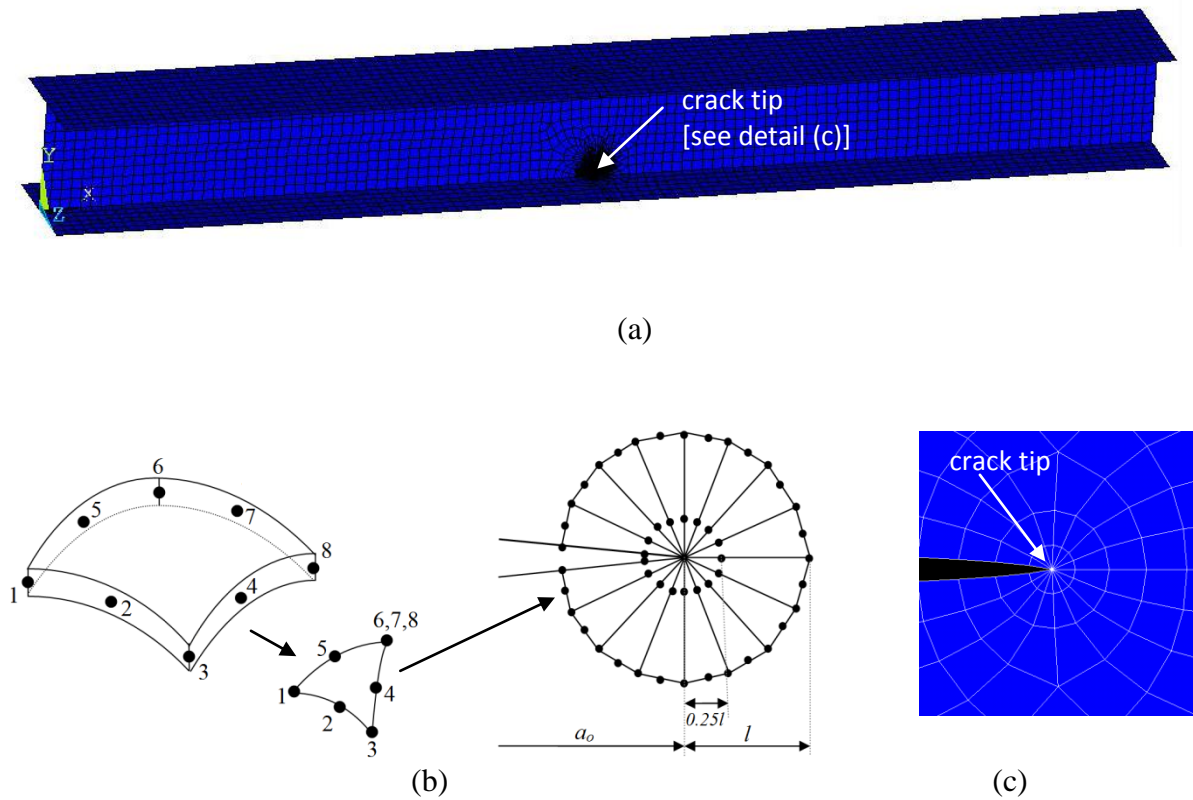 crack tip
[see detail (c)]
Y
x
Z
(a)
6
5
7
8
1
2
4
3
6,7,8
5
1
4
2
3
0.25l
a₀
l
crack tip
(b)
(c)